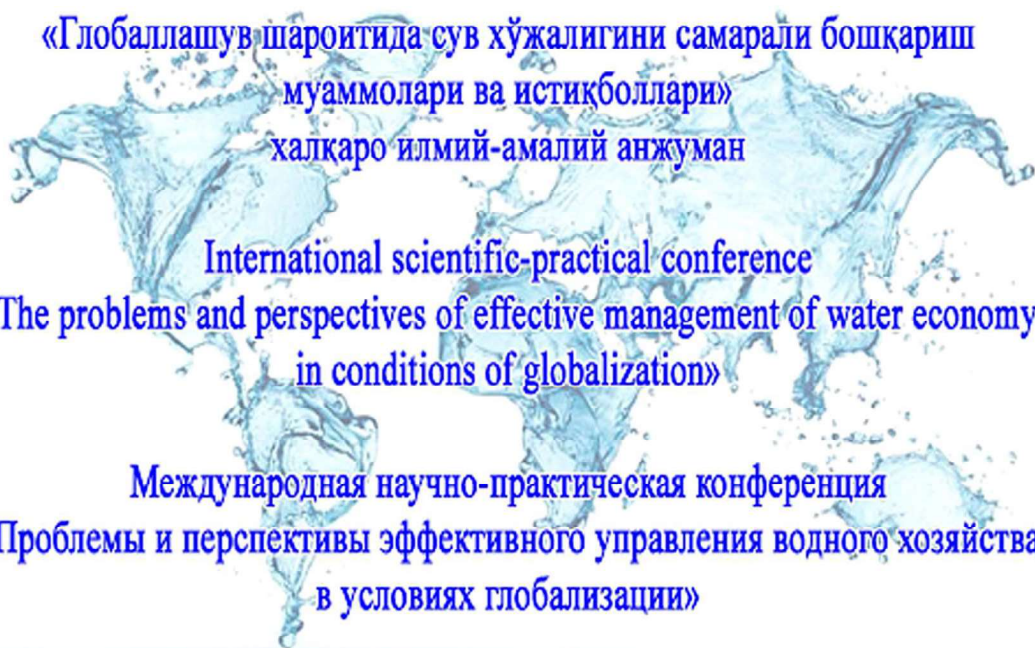 «Глобаллашув шароитида сув хўжалигини самарали бошқариш
муаммолари ва истиқболлари»
халқаро илмий-амалий анжуман
International scientific-practical conference
The problems and perspectives of effective management of water economy
in conditions of globalization»
Международная научно-практическая конференция
Проблемы и перспективы эффективного управления водного хозяйства
в условиях глобализации»